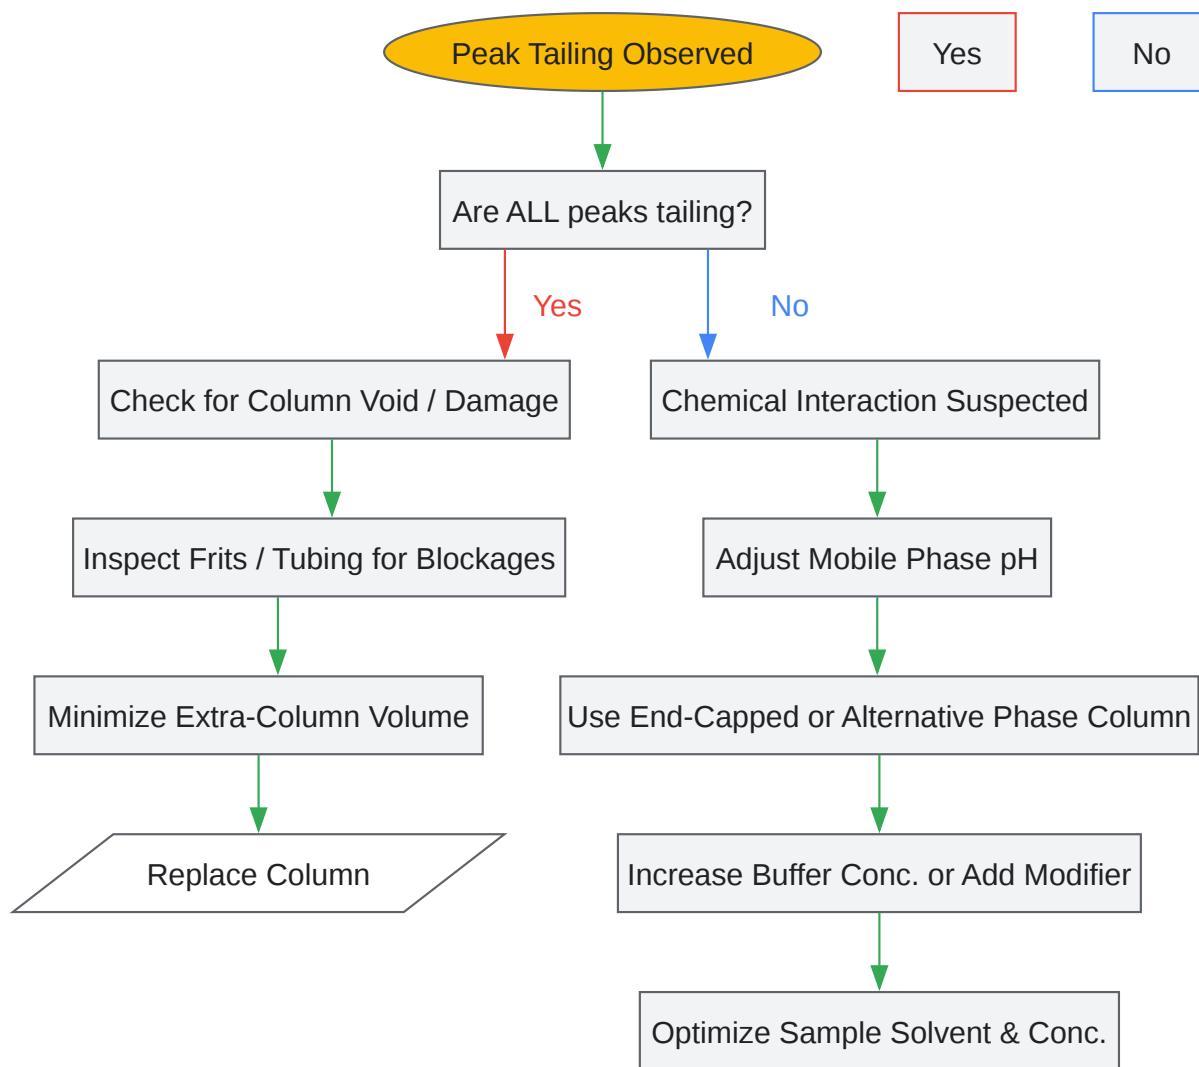 Peak Tailing Observed
Yes
No
Are ALL peaks tailing?
Yes
No
Check for Column Void / Damage
Chemical Interaction Suspected
Inspect Frits / Tubing for Blockages
Adjust Mobile Phase pH
Minimize Extra-Column Volume
Use End-Capped or Alternative Phase Column
Replace Column
Increase Buffer Conc. or Add Modifier
Optimize Sample Solvent & Conc.